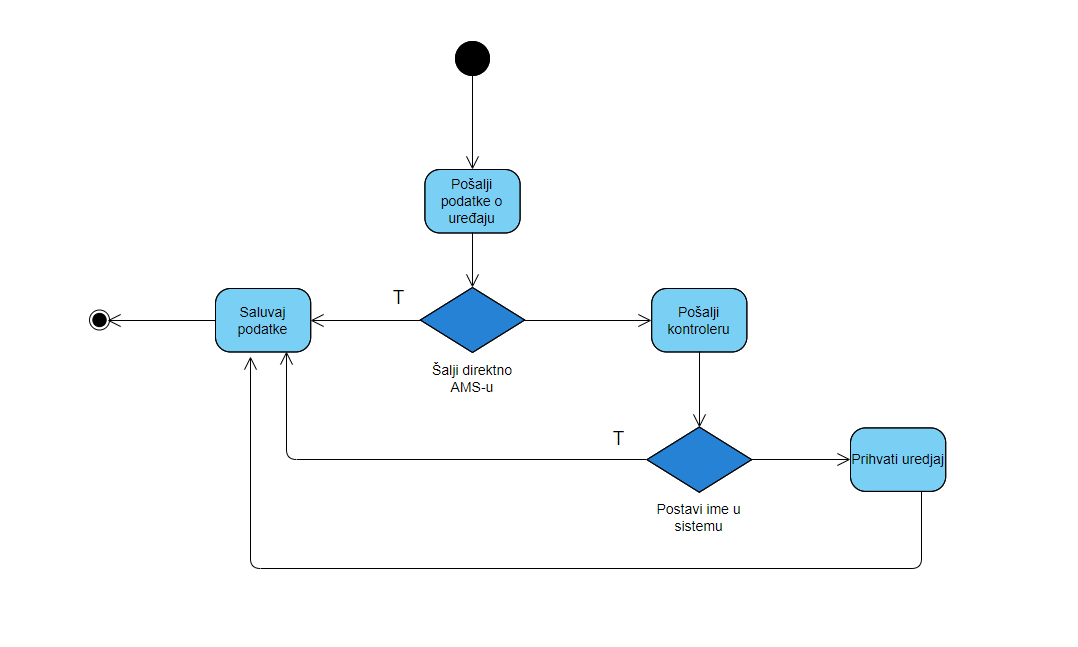 Pošalji
podatke o
uređaju
T
Saluvaj
podatke
Pošalji
kontroleru
Šalji direktno
AMS-u
T
Prihvati uredjaj
Postavi ime u
sistemu